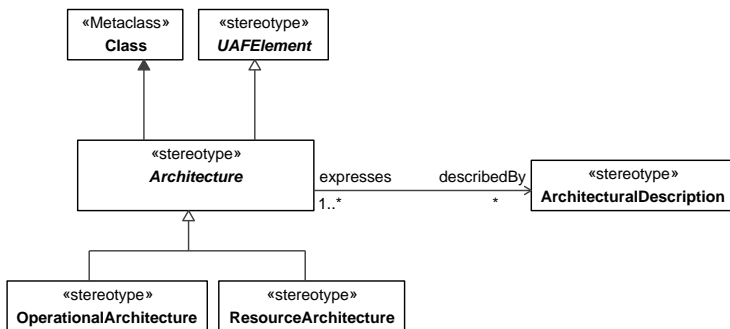 «Metaclass»
Class
«stereotype»
UAFElement
«stereotype»
Architecture
expresses
describedBy
1..*
*
«stereotype»
ArchitecturalDescription
«stereotype»
OperationalArchitecture
«stereotype»
ResourceArchitecture